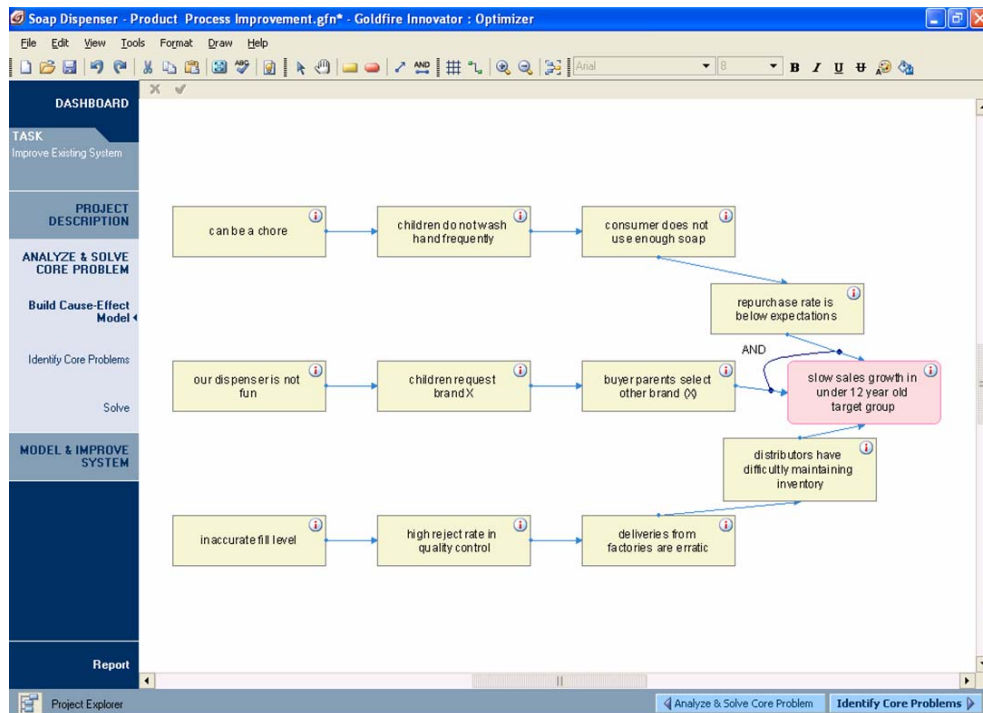 Soap Dispenser - Product Process Improvement.gfn* - Goldfire Innovator : Optimizer
File Edit View Tools Format Draw Help
AND Arial 8 B I U
DASHBOARD
TASK
Improve Existing System
PROJECT
DESCRIPTION
ANALYZE & SOLVE
CORE PROBLEM
Build Cause-Effect
Model
Identify Core Problems
Solve
MODEL & IMPROVE
SYSTEM
Report
can be a chore
children do not wash
hand frequently
consumer does not
use enough soap
repurchase rate is
below expectations
AND
our dispenser is not
fun
children request
brand X
buyer parents select
other brand (X)
slow sales growth in
under 12 year old
target group
distributors have
difficultly maintaining
inventory
inaccurate fill level
high reject rate in
quality control
deliveries from
factories are erratic
Project Explorer
Analyze & Solve Core Problem
Identify Core Problems